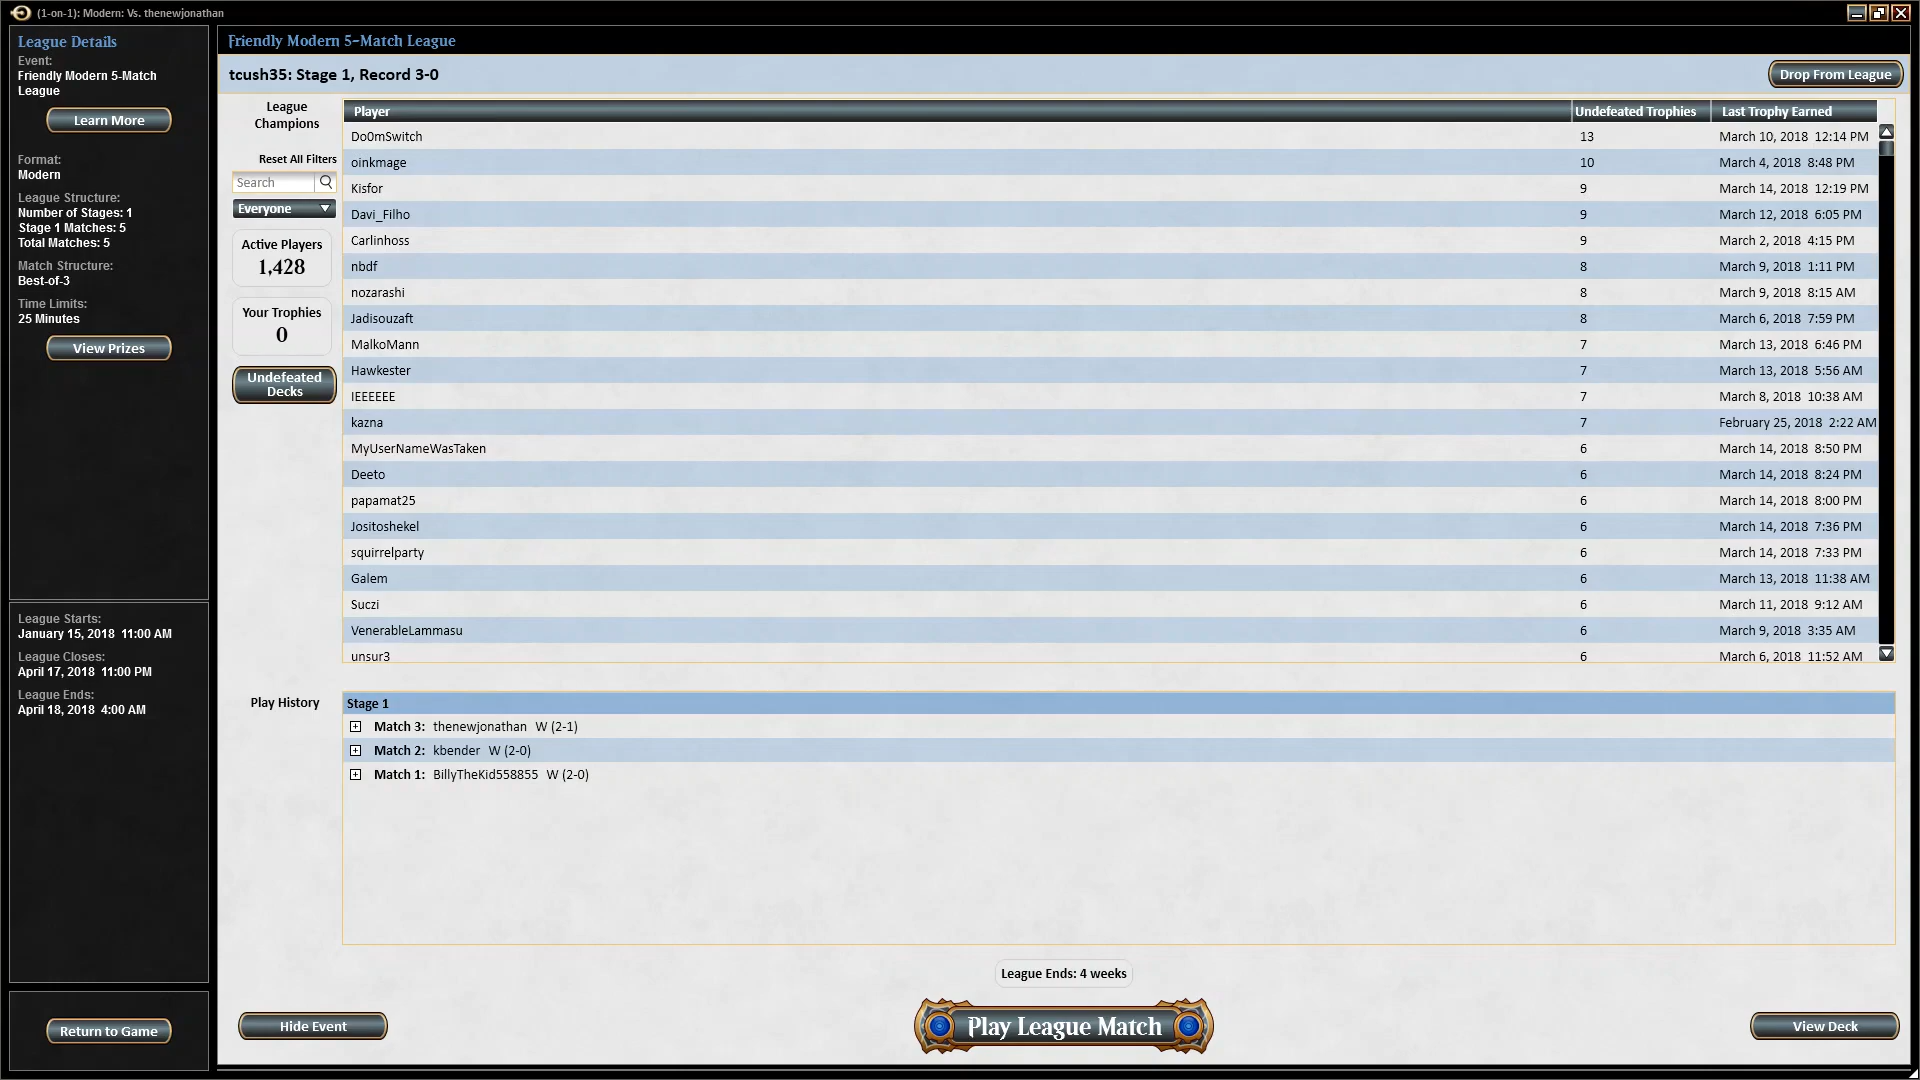 (1-on-1): Modern: Vs. thenewjonathan
League Details
Event:
Friendly Modern 5-Match
League
Learn More
Format:
Modern
League Structure:
Number of Stages: 1
Stage 1 Matches: 5
Total Matches: 5
Match Structure:
Best-of-3
Time Limits:
25 Minutes
View Prizes
League Starts:
January 15, 2018 11:00 AM
League Closes:
April 17, 2018 11:00 PM
League Ends:
April 18, 2018 4:00 AM
Return to Game
Friendly Modern 5-Match League
tcush35: Stage 1, Record 3-0
Drop From League
League
Champions
Reset All Filters
Search
Everyone
Active Players
1,428
Your Trophies
0
Undefeated
Decks
Player Undefeated Trophies Last Trophy Earned
Do0mSwitch 13 March 10, 2018 12:14 PM
oinkmage 10 March 4, 2018 8:48 PM
Kisfor 9 March 14, 2018 12:19 PM
Davi_Filho 9 March 12, 2018 6:05 PM
Carlinhoss 9 March 2, 2018 4:15 PM
nbdf 8 March 9, 2018 1:11 PM
nozarashi 8 March 9, 2018 8:15 AM
Jadisouzaft 8 March 6, 2018 7:59 PM
MalkoMann 7 March 13, 2018 6:46 PM
Hawkester 7 March 13, 2018 5:56 AM
IEEEEEE 7 March 8, 2018 10:38 AM
kazna 7 February 25, 2018 2:22 AM
MyUserNameWasTaken 6 March 14, 2018 8:50 PM
Deeto 6 March 14, 2018 8:24 PM
papamat25 6 March 14, 2018 8:00 PM
Jositoshekel 6 March 14, 2018 7:36 PM
squirrelparty 6 March 14, 2018 7:33 PM
Galem 6 March 13, 2018 11:38 AM
Suczi 6 March 11, 2018 9:12 AM
VenerableLammasu 6 March 9, 2018 3:35 AM
unsur3 6 March 6, 2018 11:52 AM
Play History
Stage 1
Match 3: thenewjonathan W (2-1)
Match 2: kbender W (2-0)
Match 1: BillyTheKid558855 W (2-0)
League Ends: 4 weeks
Hide Event
Play League Match
View Deck